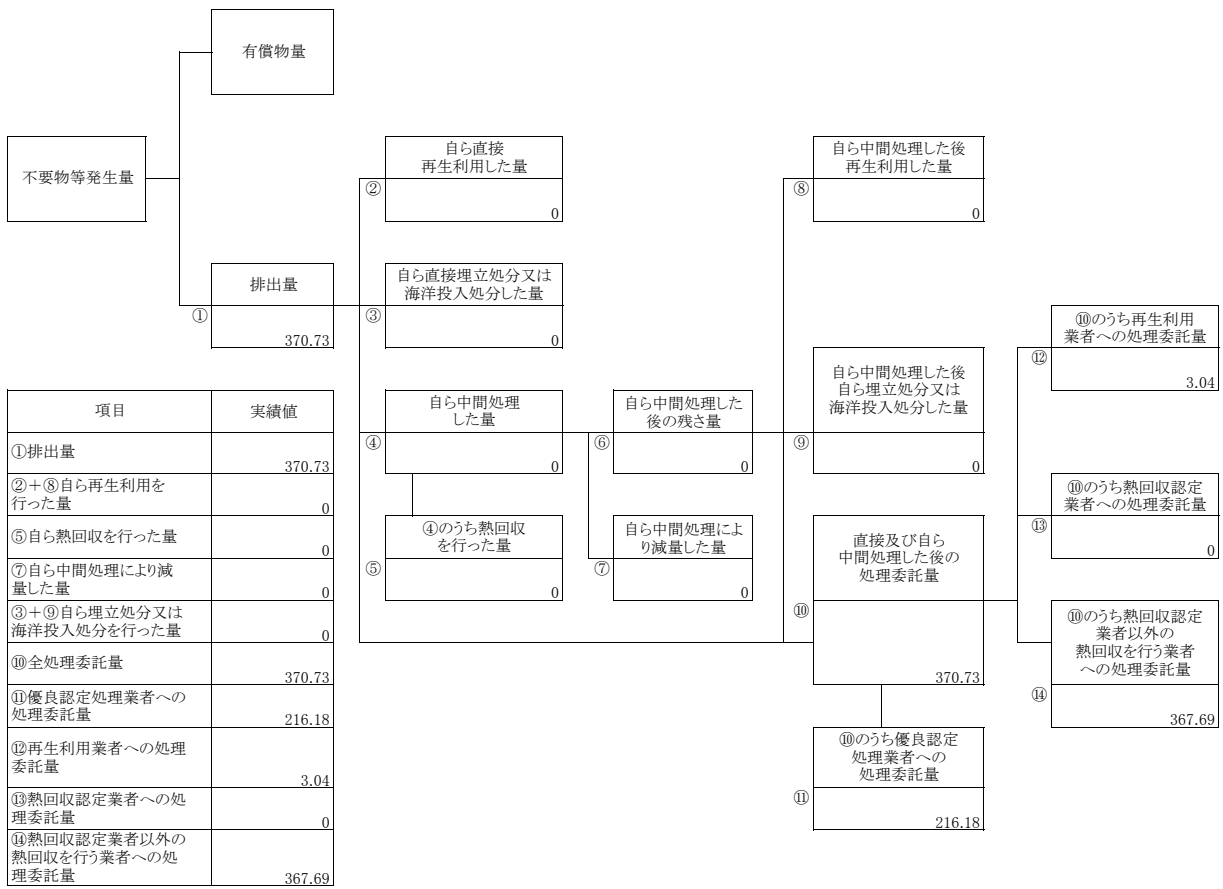 有償物量
不要物等発生量
自ら直接
再生利用した量
②
0
自ら中間処理した後
再生利用した量
⑧
0
排出量
①
370.73
自ら直接埋立処分又は
海洋投入処分した量
③
0
⑩のうち再生利用
業者への処理委託量
⑫
3.04
自ら中間処理
した量
④
0
自ら中間処理した
後の残さ量
⑥
0
自ら中間処理した後
自ら埋立処分又は
海洋投入処分した量
⑨
0
⑩のうち熱回収認定
業者への処理委託量
⑬
0
④のうち熱回収
を行った量
⑤
0
自ら中間処理によ
り減量した量
⑦
0
直接及び自ら
中間処理した後の
処理委託量
⑩
370.73
⑩のうち熱回収認定
業者以外の
熱回収を行う業者
への処理委託量
⑭
367.69
⑩のうち優良認定
処理業者への
処理委託量
⑪
216.18
項目 実績値
①排出量
370.73
②+⑧自ら再生利用を
行った量
0
⑤自ら熱回収を行った量
0
⑦自ら中間処理により減
量した量
0
③+⑨自ら埋立処分又は
海洋投入処分を行った量
0
⑩全処理委託量
370.73
⑪優良認定処理業者への
処理委託量
216.18
⑫再生利用業者への処理
委託量
3.04
⑬熱回収認定業者への処
理委託量
0
⑭熱回収認定業者以外の
熱回収を行う業者への処
理委託量
367.69